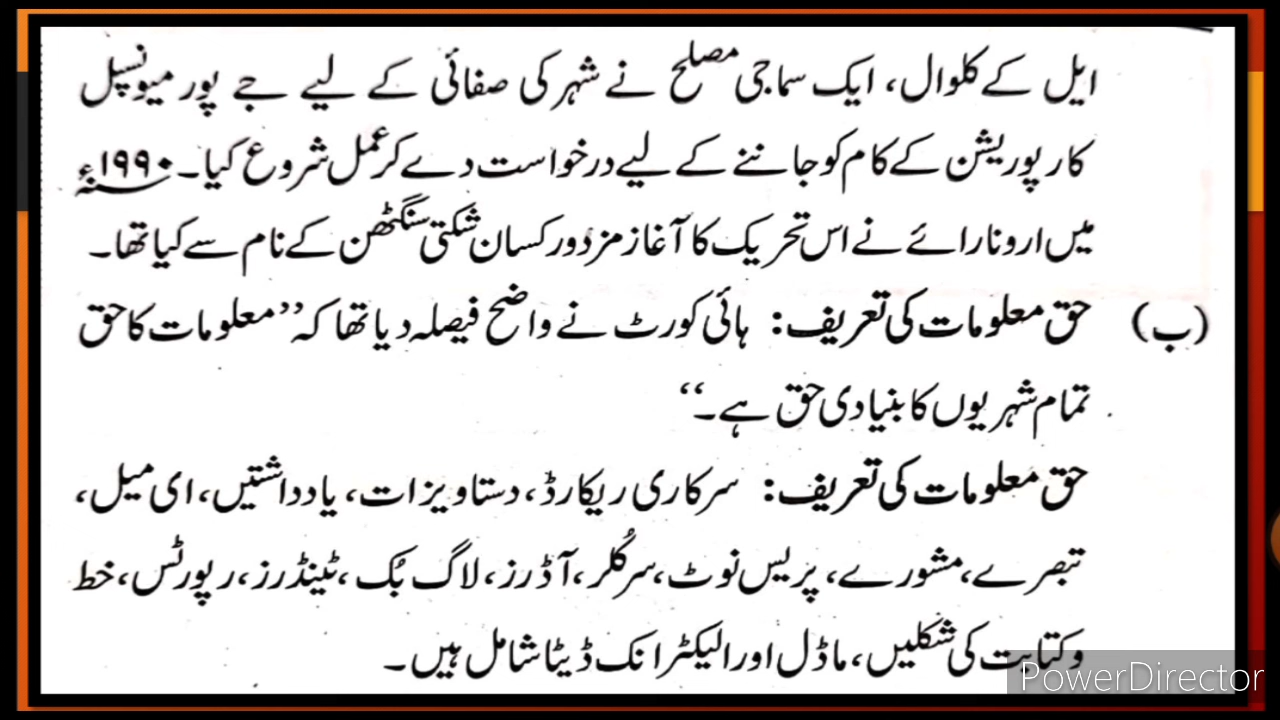 ایل کے کلوال، ایک سماجی مصلح نے شہر کی صفائی کے لیے جے پور میونسپل
کارپوریشن کے کام کو جاننے کے لیے درخواست دے کر عمل شروع کیا۔ ۱۹۹۰ء
میں ارونا رائے نے اس تحریک کا آغاز مزدور کسان شکتی سنگٹھن کے نام سے کیا تھا۔
(ب) حق معلومات کی تعریف: ہائی کورٹ نے واضح فیصلہ دیا تھا کہ ’’معلومات کا حق
تمام شہریوں کا بنیادی حق ہے۔‘‘
حق معلومات کی تعریف: سرکاری ریکارڈ، دستاویزات، یادداشتیں، ای میل،
تبصرے، مشورے، پریس نوٹ، سرکُلر، آڈرز، لاگ بُک، ٹینڈرز، رپورٹس، خط
و کتابت کی شکلیں، ماڈل اور الیکٹرانک ڈیٹا شامل ہیں۔
PowerDirector